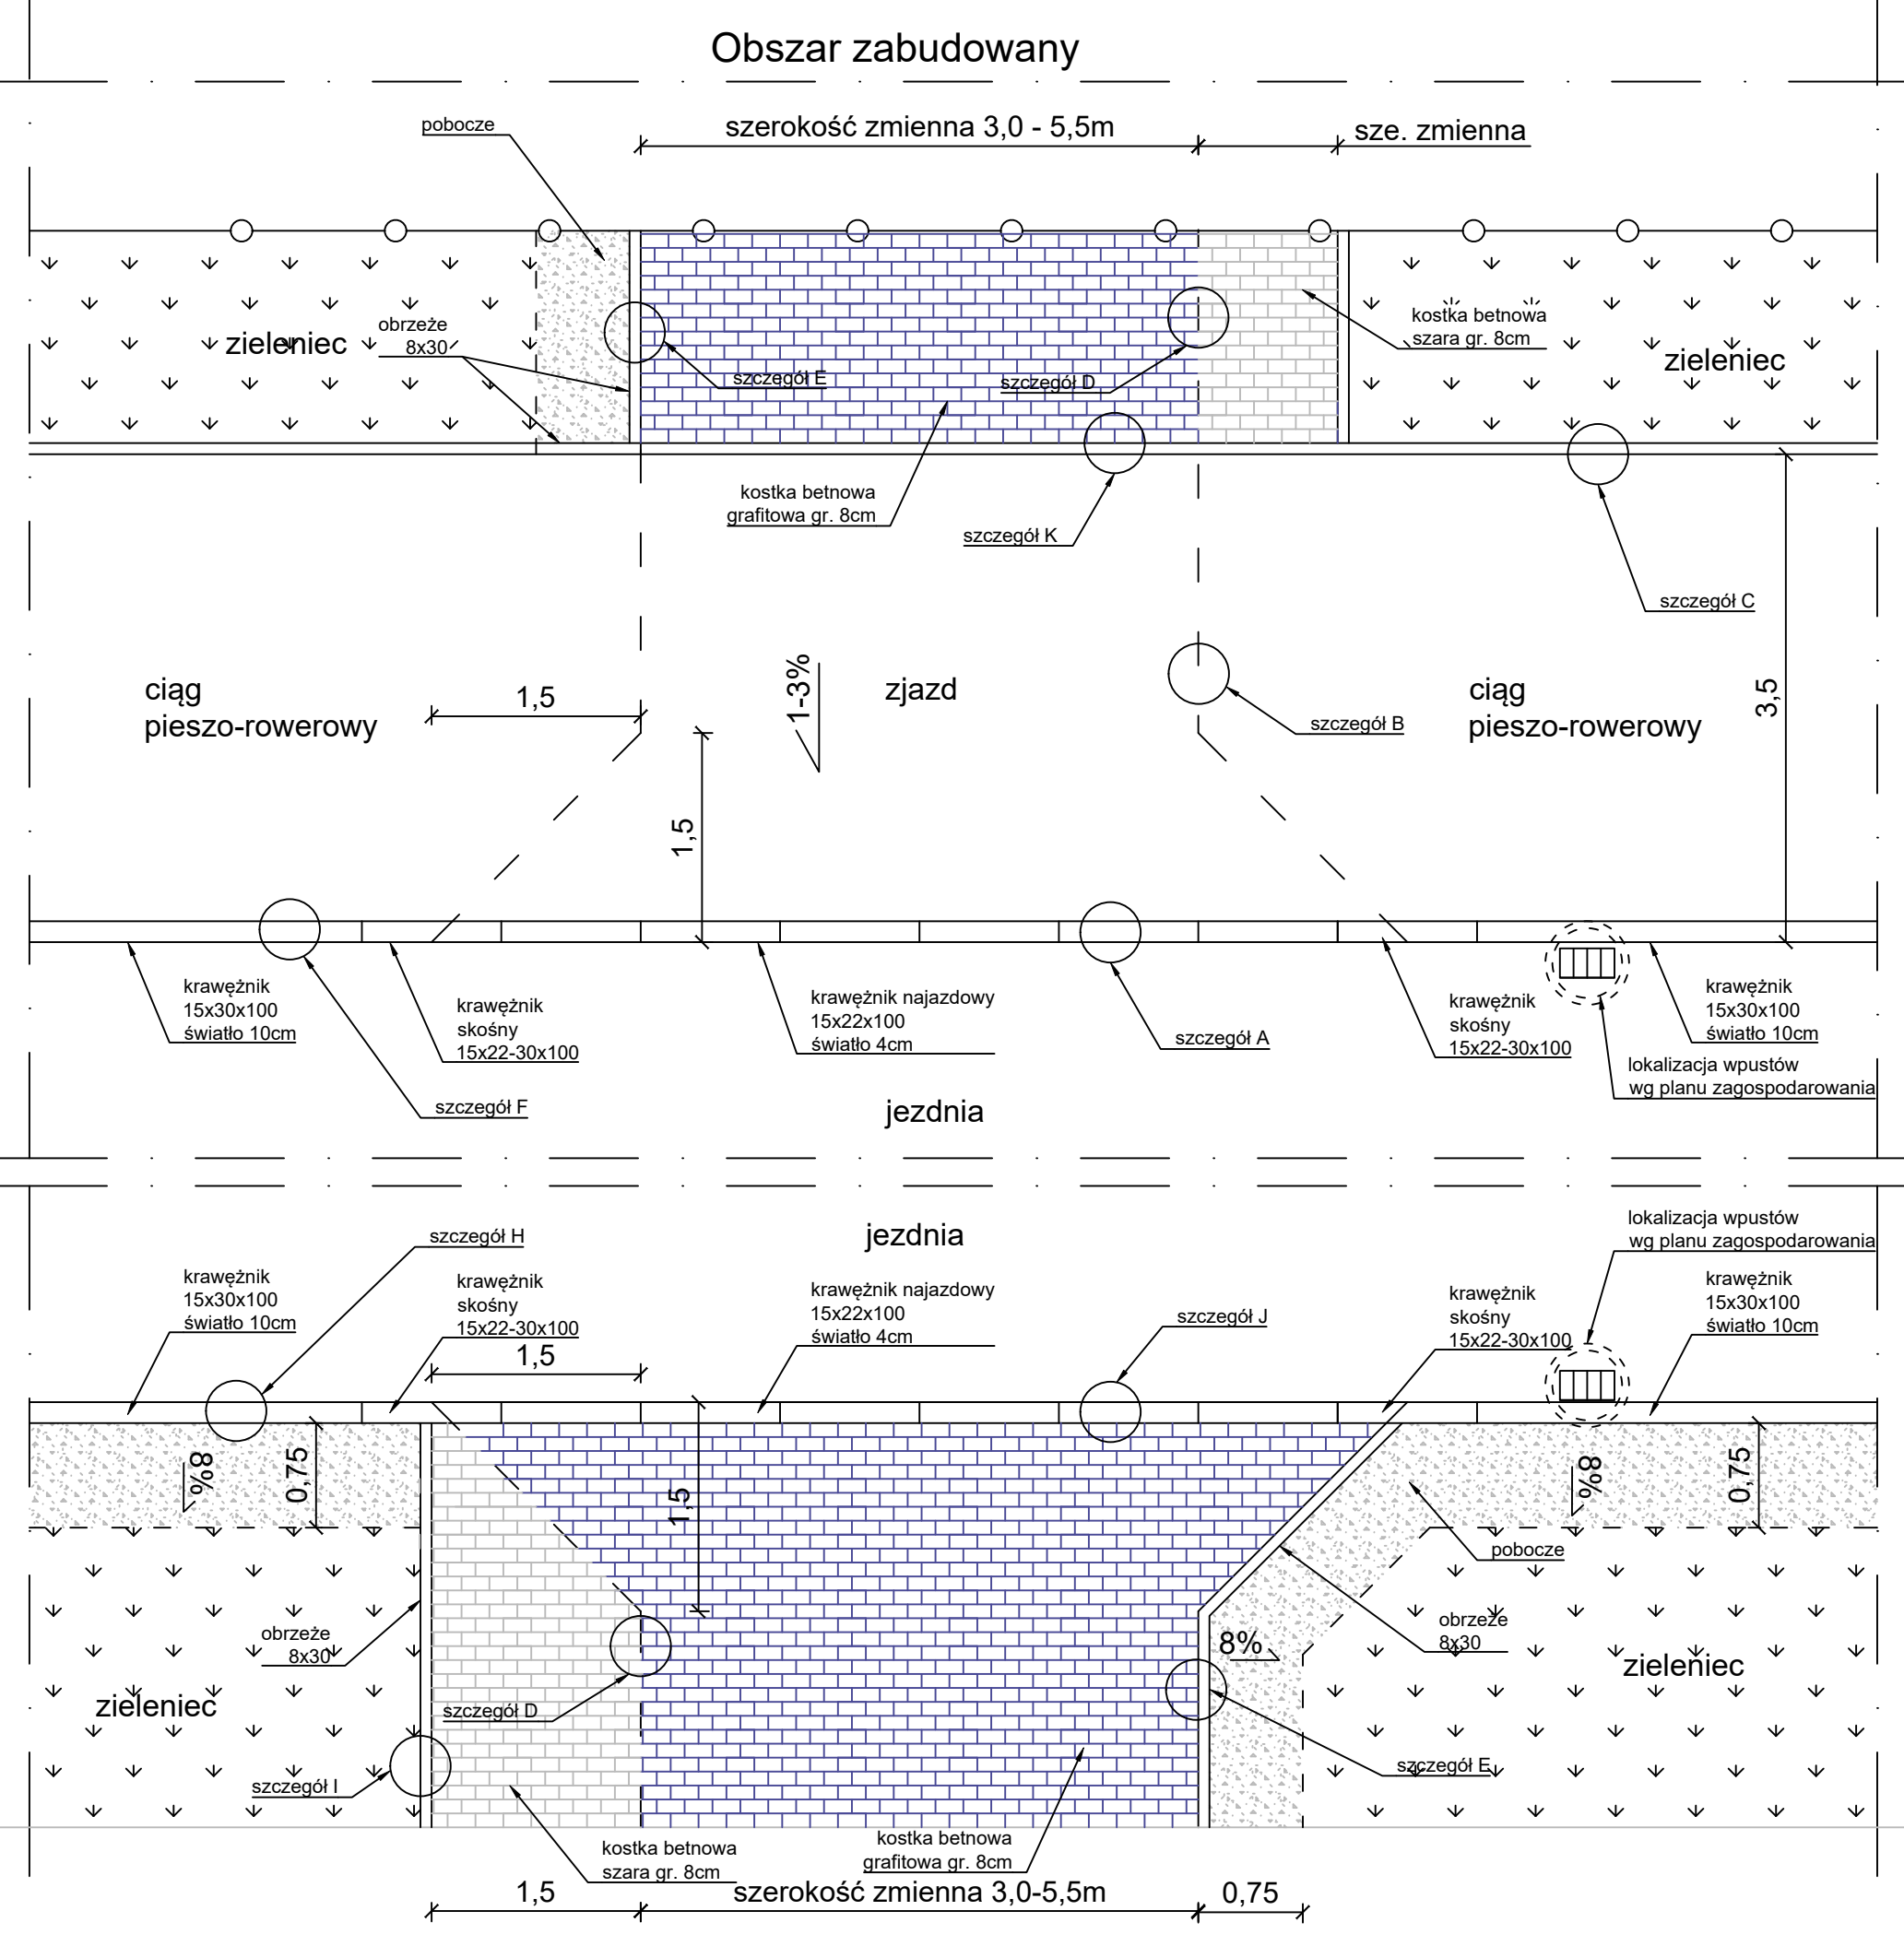 Obszar zabudowany
pobocze
szerokość zmienna 3,0 - 5,5m
sze. zmienna
obrzeże
8x30
zieleniec
szczegół E
szczegół D
kostka betnowa
szara gr. 8cm
zieleniec
kostka betnowa
grafitowa gr. 8cm
szczegół K
szczegół C
ciąg
pieszo-rowerowy
1,5
1-3%
zjazd
szczegół B
ciąg
pieszo-rowerowy
3,5
1,5
krawężnik
15x30x100
światło 10cm
krawężnik
skośny
15x22-30x100
krawężnik najazdowy
15x22x100
światło 4cm
szczegół A
krawężnik
skośny
15x22-30x100
krawężnik
15x30x100
światło 10cm
lokalizacja wpustów
wg planu zagospodarowania
szczegół F
jezdnia
jezdnia
szczegół H
lokalizacja wpustów
wg planu zagospodarowania
krawężnik
15x30x100
światło 10cm
krawężnik
skośny
15x22-30x100
krawężnik najazdowy
15x22x100
światło 4cm
szczegół J
krawężnik
skośny
15x22-30x100
krawężnik
15x30x100
światło 10cm
1,5
8%
0,75
1,5
8%
0,75
pobocze
obrzeże
8x30
8%
obrzeże
8x30
zieleniec
zieleniec
szczegół D
szczegół E
szczegół I
kostka betnowa
szara gr. 8cm
kostka betnowa
grafitowa gr. 8cm
1,5
szerokość zmienna 3,0-5,5m
0,75